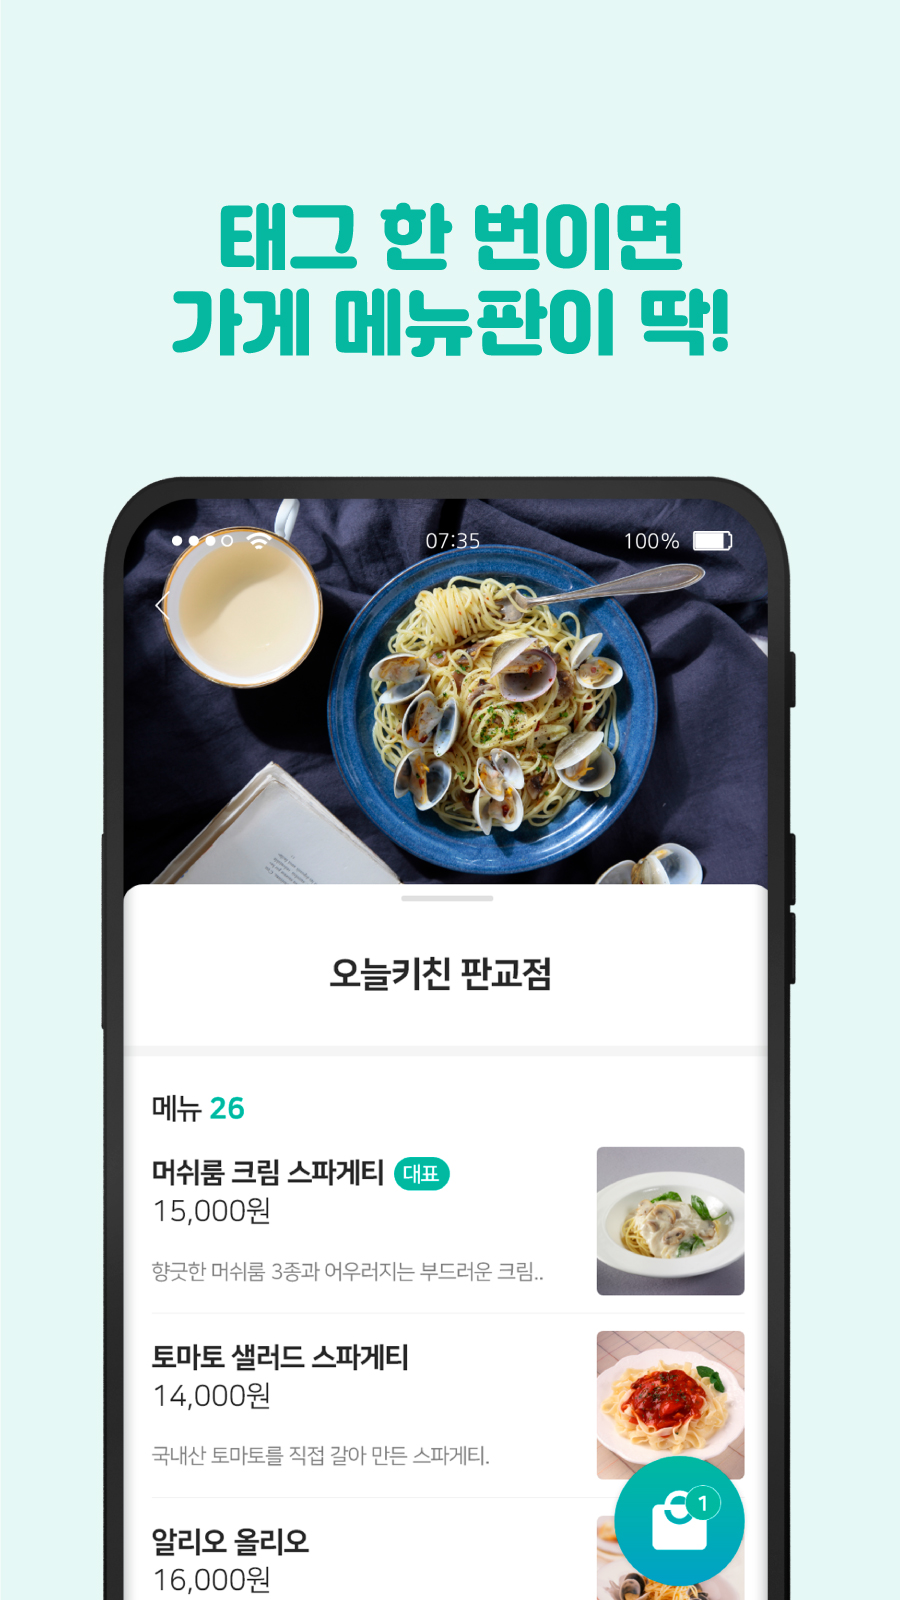 태그 한 번이면
가게 메뉴판이 딱!
07:35
100%
오늘키친 판교점
메뉴 26
머쉬룸 크림 스파게티 대표
15,000원
향긋한 머쉬룸 3종과 어우러지는 부드러운 크림..
토마토 샐러드 스파게티
14,000원
국내산 토마토를 직접 갈아 만든 스파게티.
1
알리오 올리오
16,000원